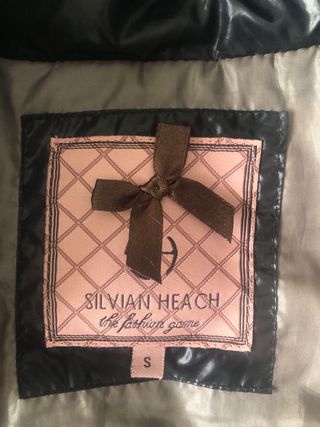 SILVIAN HEACH
the fashion game
S